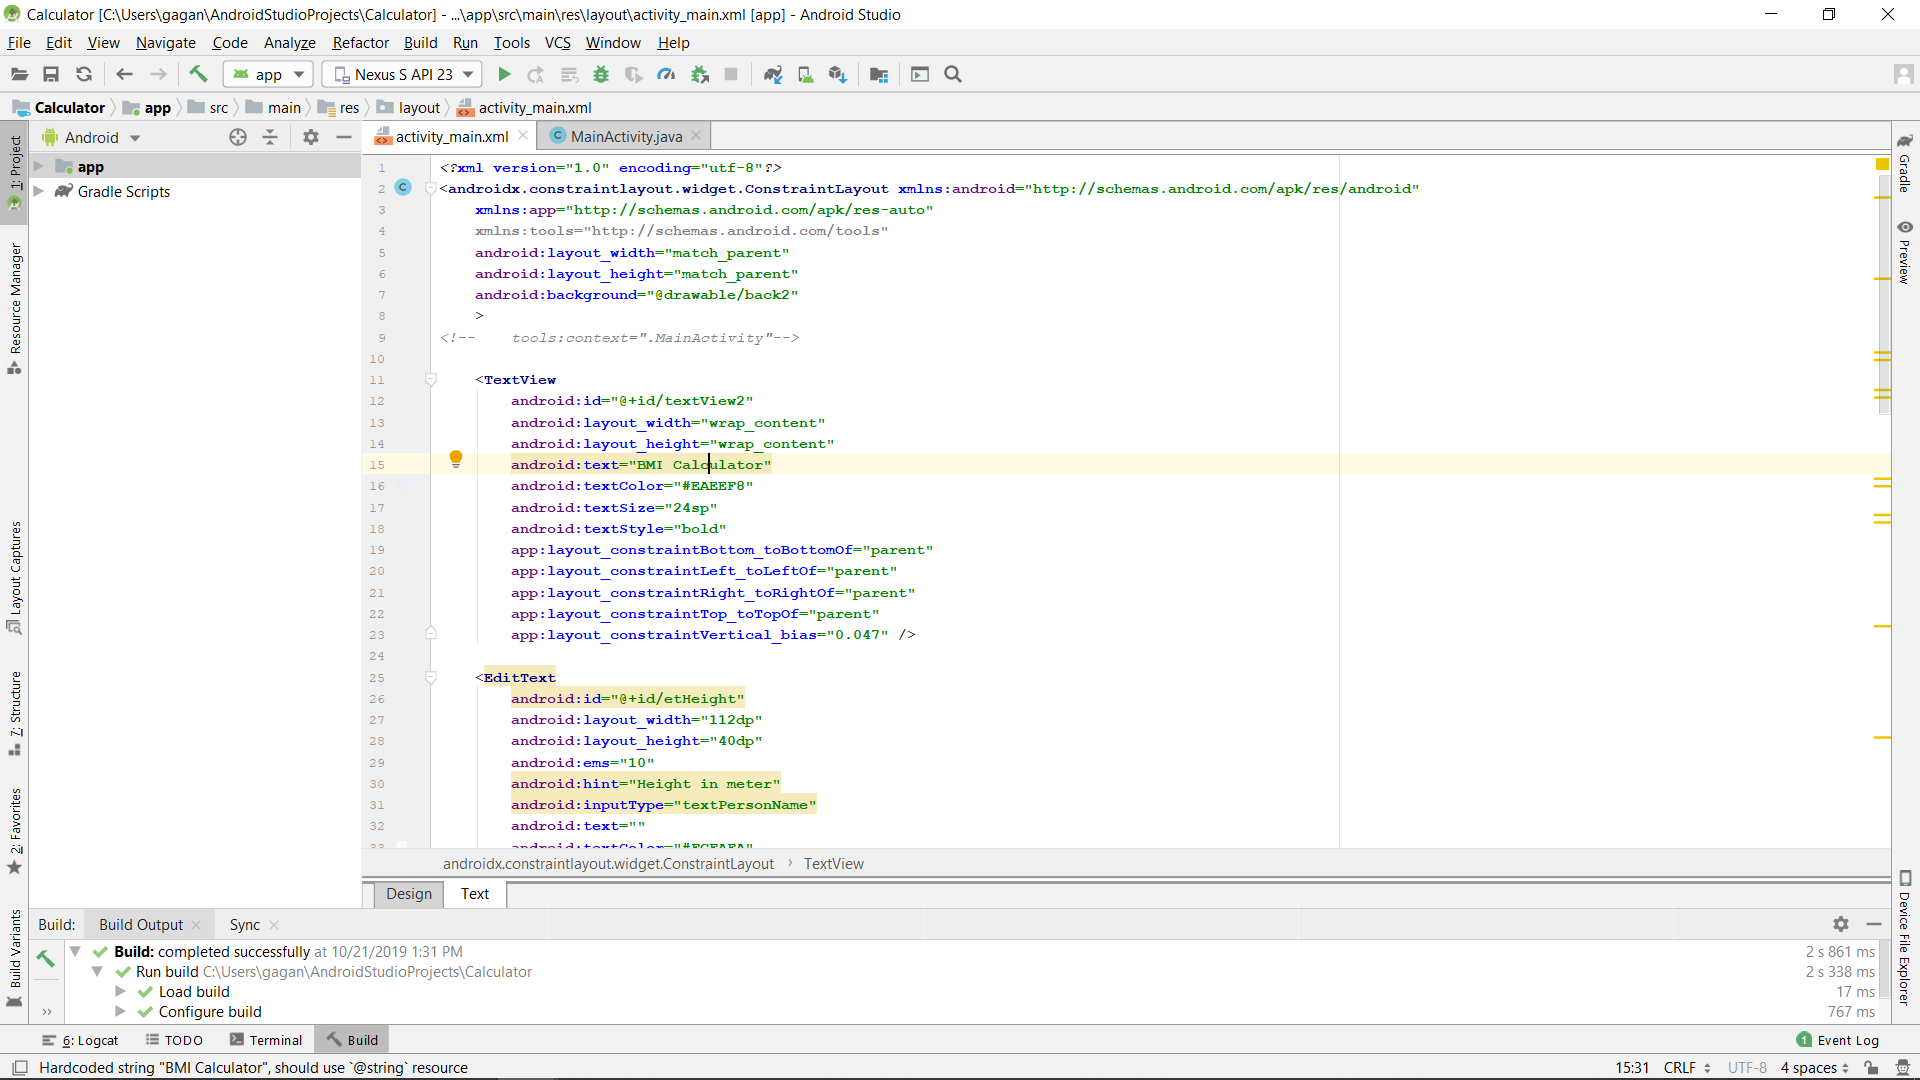 Calculator [C:\Users\gagan\AndroidStudioProjects\Calculator] - ...\app\src\main\res\layout\activity_main.xml [app] - Android Studio
File Edit View Navigate Code Analyze Refactor Build Run Tools VCS Window Help
app Nexus S API 23
Calculator app src main res layout activity_main.xml
Android
activity_main.xml MainActivity.java
app
Gradle Scripts
1: Project
Resource Manager
Layout Captures
7: Structure
2: Favorites
Build Variants
1 <?xml version="1.0" encoding="utf-8"?>
2 <androidx.constraintlayout.widget.ConstraintLayout xmlns:android="http://schemas.android.com/apk/res/android"
3 xmlns:app="http://schemas.android.com/apk/res-auto"
4 xmlns:tools="http://schemas.android.com/tools"
5 android:layout_width="match_parent"
6 android:layout_height="match_parent"
7 android:background="@drawable/back2"
8 >
9 <!-- tools:context=".MainActivity"-->
10
11 <TextView
12 android:id="@+id/textView2"
13 android:layout_width="wrap_content"
14 android:layout_height="wrap_content"
15 android:text="BMI Calculator"
16 android:textColor="#EAEEF8"
17 android:textSize="24sp"
18 android:textStyle="bold"
19 app:layout_constraintBottom_toBottomOf="parent"
20 app:layout_constraintLeft_toLeftOf="parent"
21 app:layout_constraintRight_toRightOf="parent"
22 app:layout_constraintTop_toTopOf="parent"
23 app:layout_constraintVertical_bias="0.047" />
24
25 <EditText
26 android:id="@+id/etHeight"
27 android:layout_width="112dp"
28 android:layout_height="40dp"
29 android:ems="10"
30 android:hint="Height in meter"
31 android:inputType="textPersonName"
32 android:text=""
Gradle
Preview
Device File Explorer
androidx.constraintlayout.widget.ConstraintLayout › TextView
Design Text
Build: Build Output Sync
Build: completed successfully at 10/21/2019 1:31 PM 2 s 861 ms
Run build C:\Users\gagan\AndroidStudioProjects\Calculator 2 s 338 ms
Load build 17 ms
Configure build 767 ms
6: Logcat TODO Terminal Build 1 Event Log
Hardcoded string "BMI Calculator", should use `@string` resource 15:31 CRLF UTF-8 4 spaces